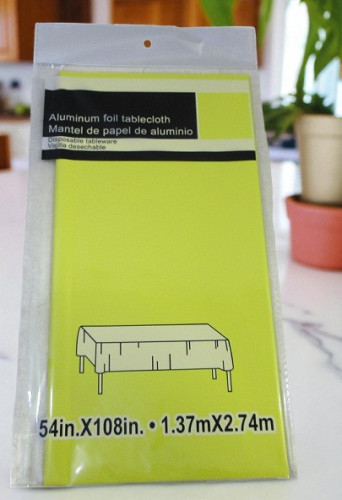 Aluminum foil tablecloth
Mantel de papel de aluminio
Disposable tableware
Vajilla desechable
54in.X108in. • 1.37mX2.74m